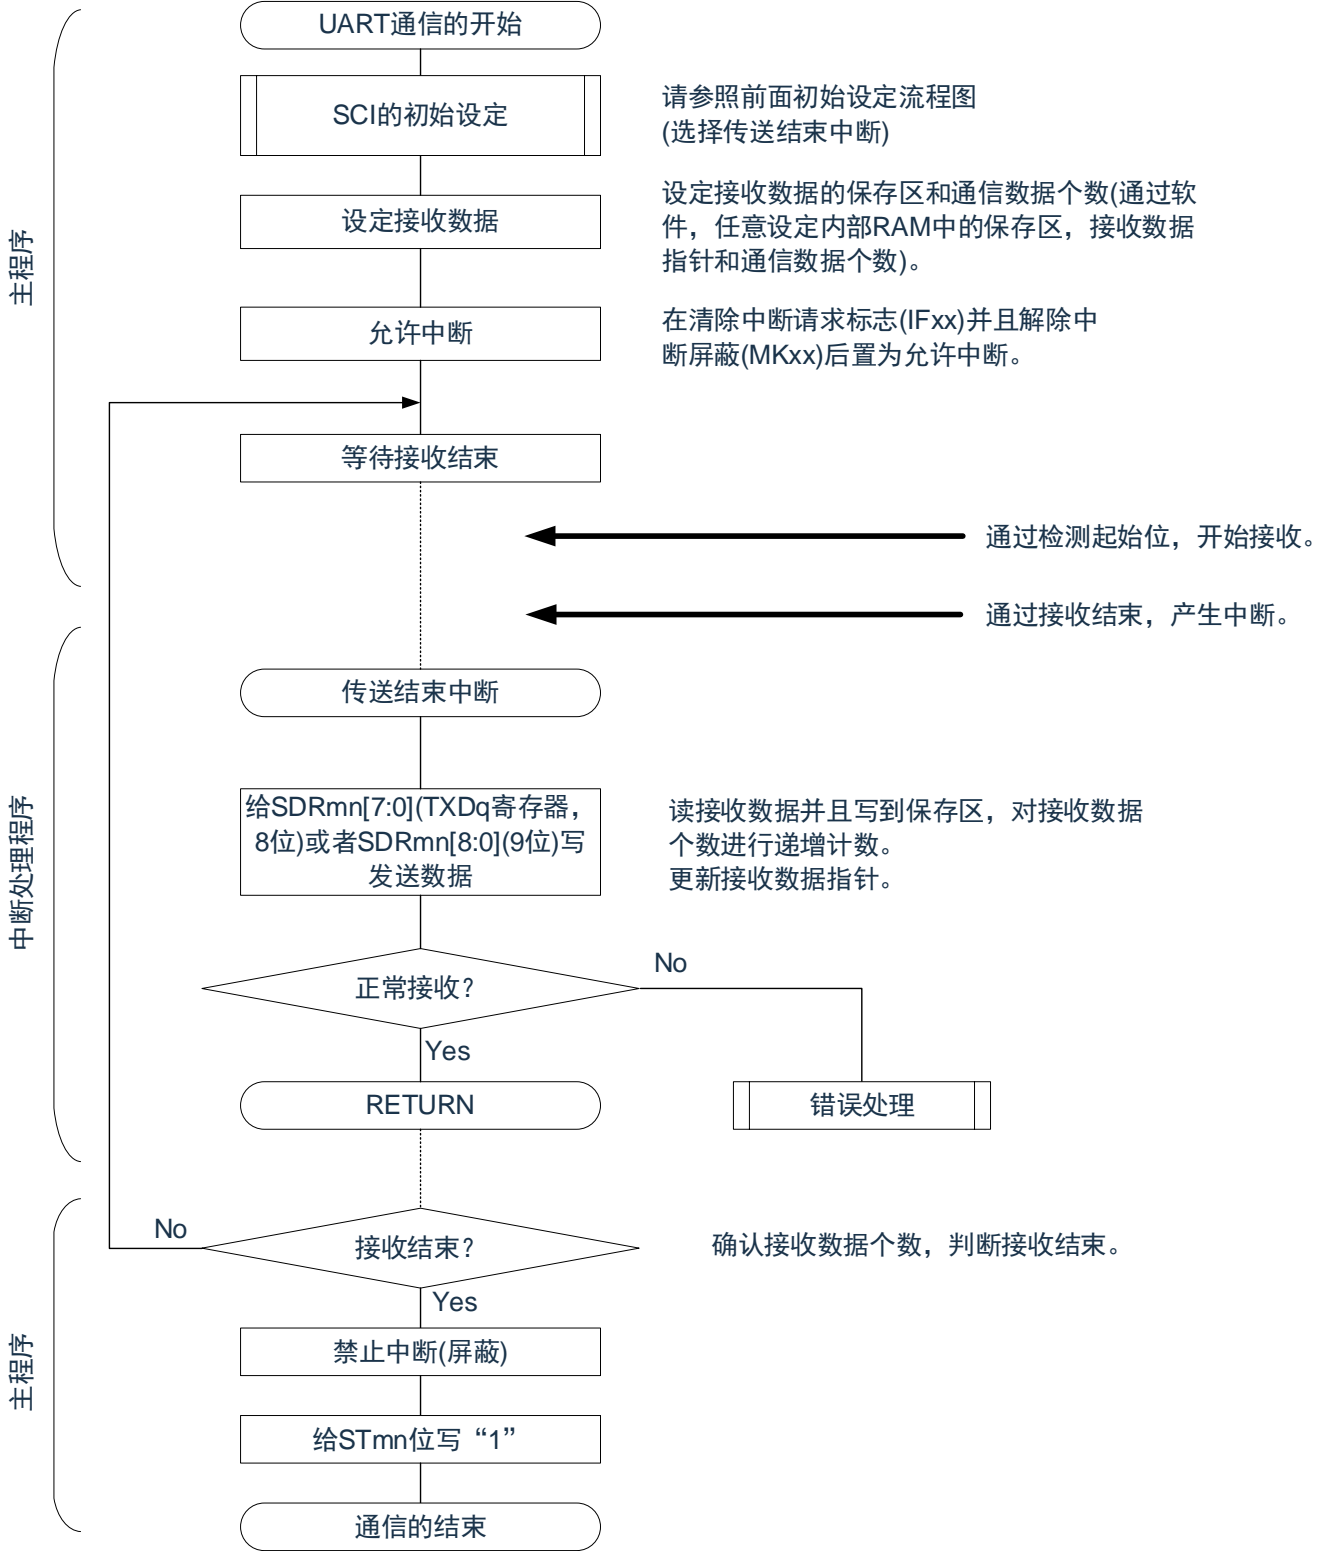 UART通信的开始
SCI的初始设定
请参照前面初始设定流程图
(选择传送结束中断)
设定接收数据
设定接收数据的保存区和通信数据个数(通过软
件，任意设定内部RAM中的保存区，接收数据
指针和通信数据个数)。
主程序
允许中断
在清除中断请求标志(IFxx)并且解除中
断屏蔽(MKxx)后置为允许中断。
等待接收结束
通过检测起始位，开始接收。
通过接收结束，产生中断。
传送结束中断
中断处理程序
给SDRmn[7:0](TXDq寄存器，
8位)或者SDRmn[8:0](9位)写
发送数据
读接收数据并且写到保存区，对接收数据
个数进行递增计数。
更新接收数据指针。
正常接收？
No
Yes
RETURN
错误处理
No
接收结束？
确认接收数据个数，判断接收结束。
Yes
主程序
禁止中断(屏蔽)
给STmn位写“1”
通信的结束